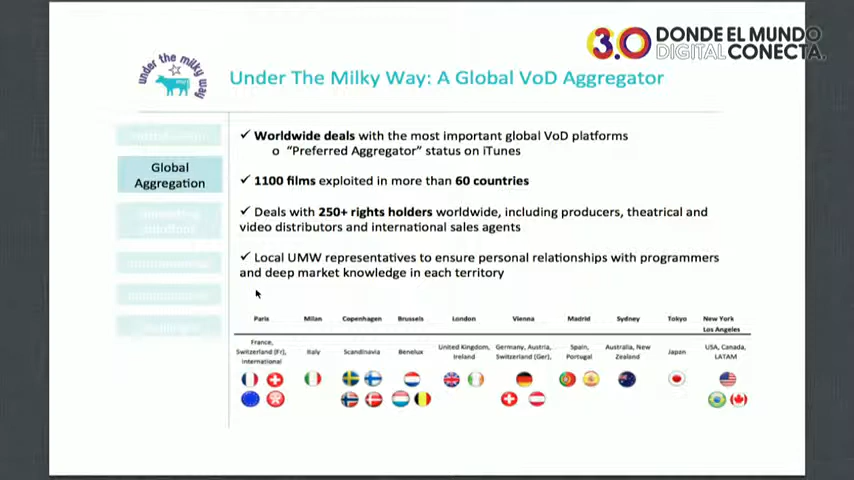 3.0 DONDE EL MUNDO
DIGITAL CONECTA.
under the milky way
Under The Milky Way: A Global VoD Aggregator
Global
Aggregation
✓ Worldwide deals with the most important global VoD platforms
o "Preferred Aggregator" status on iTunes
✓ 1100 films exploited in more than 60 countries
✓ Deals with 250+ rights holders worldwide, including producers, theatrical and
video distributors and international sales agents
✓ Local UMW representatives to ensure personal relationships with programmers
and deep market knowledge in each territory
Paris Milan Copenhagen Brussels London Vienna Madrid Sydney Tokyo New York
Los Angeles
France,
Switzerland (Fr),
International
Italy
Scandinavia
Benelux
United Kingdom,
Ireland
Germany, Austria,
Switzerland (Ger),
Spain,
Portugal
Australia, New
Zealand
Japan
USA, Canada,
LATAM